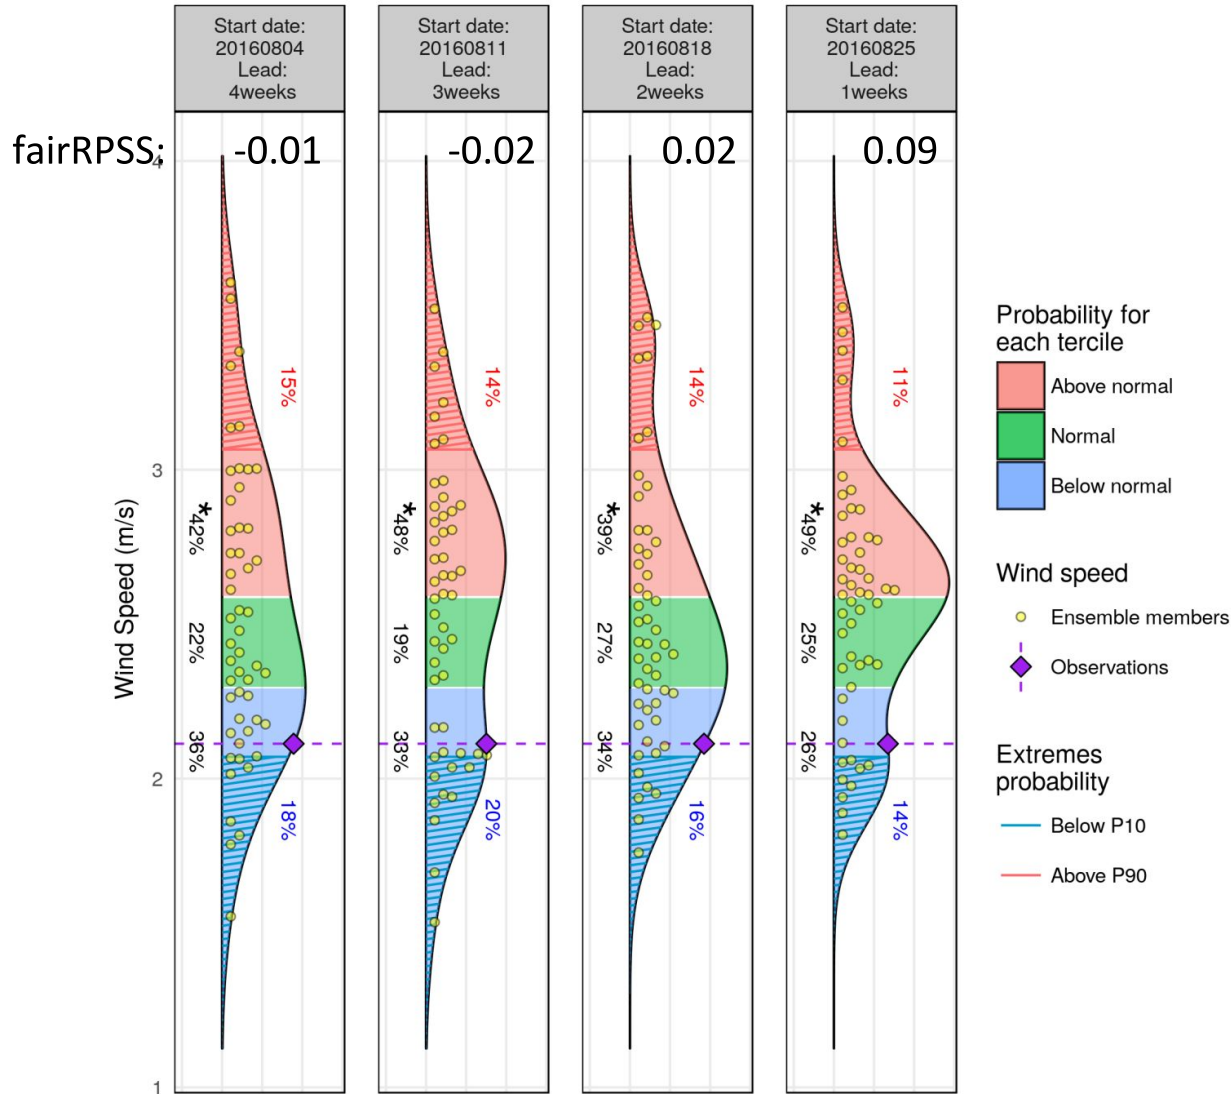 Start date:
20160804
Lead:
4weeks
Start date:
20160811
Lead:
3weeks
Start date:
20160818
Lead:
2weeks
Start date:
20160825
Lead:
1weeks
fairRPSS: -0.01 -0.02 0.02 0.09
4
3
2
1
Wind Speed (m/s)
15%
*42%
22%
36%
18%
14%
*48%
19%
33%
20%
14%
*39%
27%
34%
16%
11%
*49%
25%
26%
14%
Probability for
each tercile
Above normal
Normal
Below normal
Wind speed
Ensemble members
Observations
Extremes
probability
Below P10
Above P90